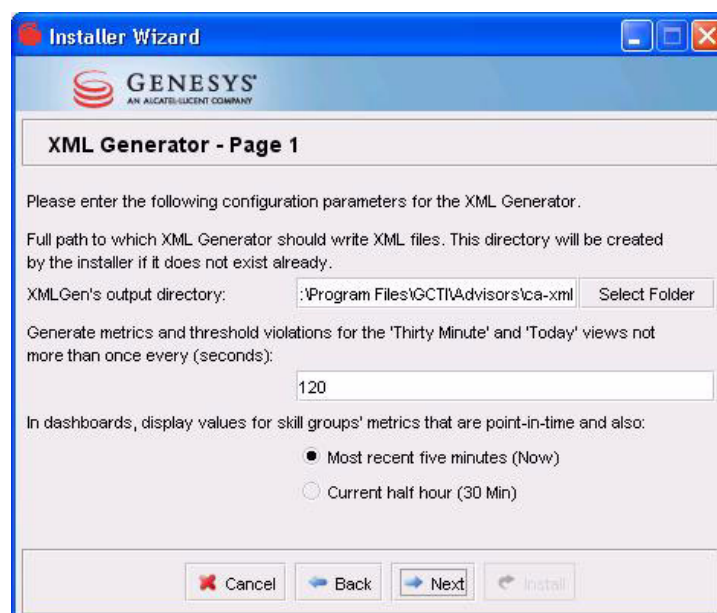 Installer Wizard
GENESYS
AN ALCATEL-LUCENT COMPANY
XML Generator - Page 1
Please enter the following configuration parameters for the XML Generator.
Full path to which XML Generator should write XML files. This directory will be created
by the installer if it does not exist already.
XMLGen's output directory: :\Program Files\GCTI\Advisors\ca-xml Select Folder
Generate metrics and threshold violations for the 'Thirty Minute' and 'Today' views not
more than once every (seconds):
120
In dashboards, display values for skill groups' metrics that are point-in-time and also:
Most recent five minutes (Now)
Current half hour (30 Min)
Cancel Back Next Install